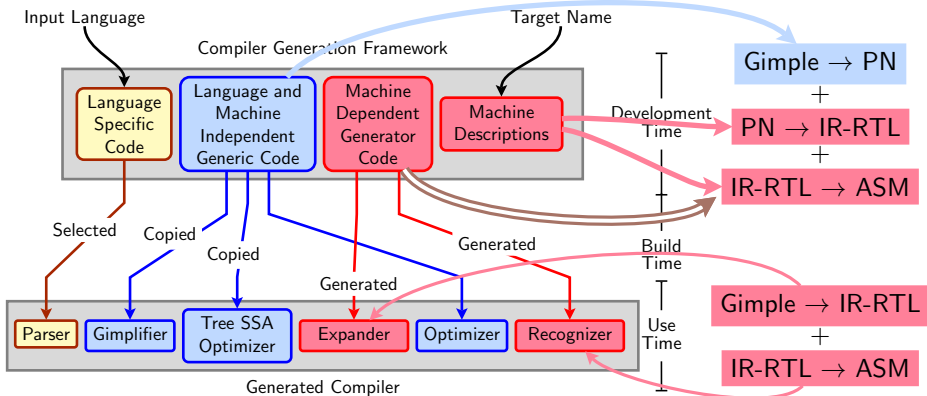 Input Language
Target Name
Compiler Generation Framework
Language
Specific
Code
Language and
Machine
Independent
Generic Code
Machine
Dependent
Generator
Code
Machine
Descriptions
Development
Time
Gimple → PN
+
PN → IR-RTL
+
IR-RTL → ASM
Selected
Copied
Copied
Generated
Generated
Build
Time
Parser
Gimplifier
Tree SSA
Optimizer
Expander
Optimizer
Recognizer
Use
Time
Gimple → IR-RTL
+
IR-RTL → ASM
Generated Compiler